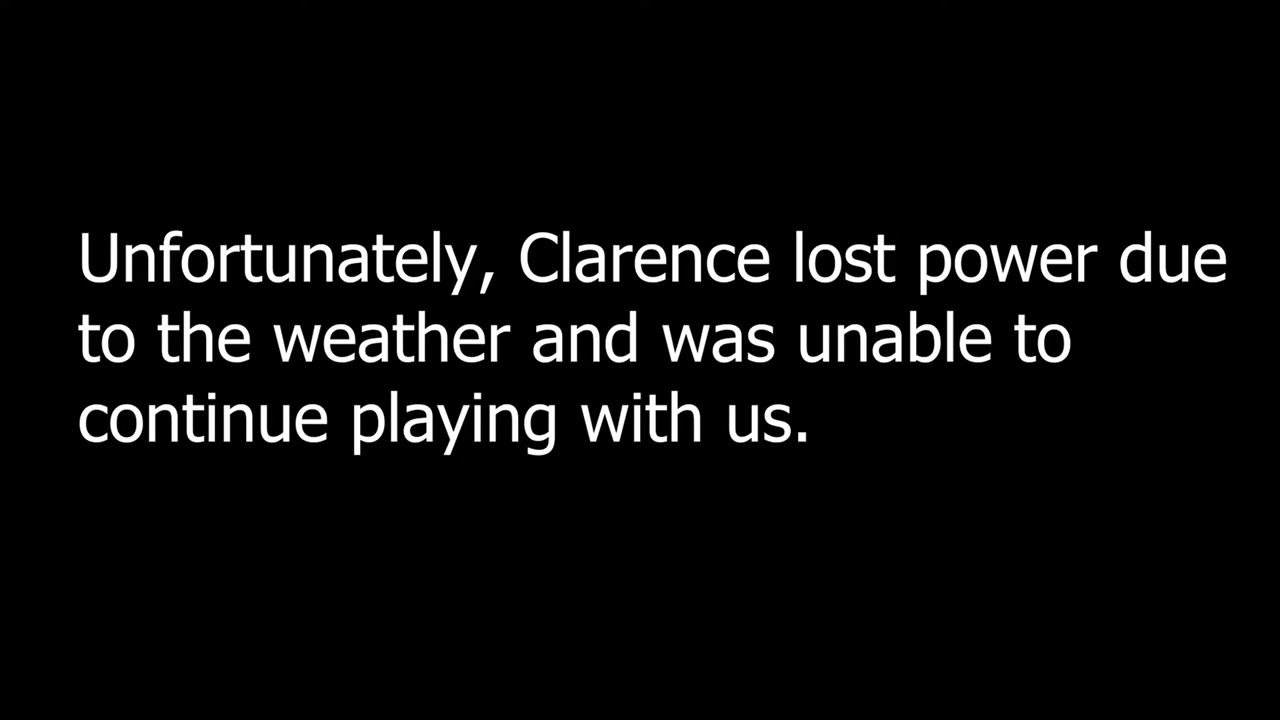 Unfortunately, Clarence lost power due
to the weather and was unable to
continue playing with us.